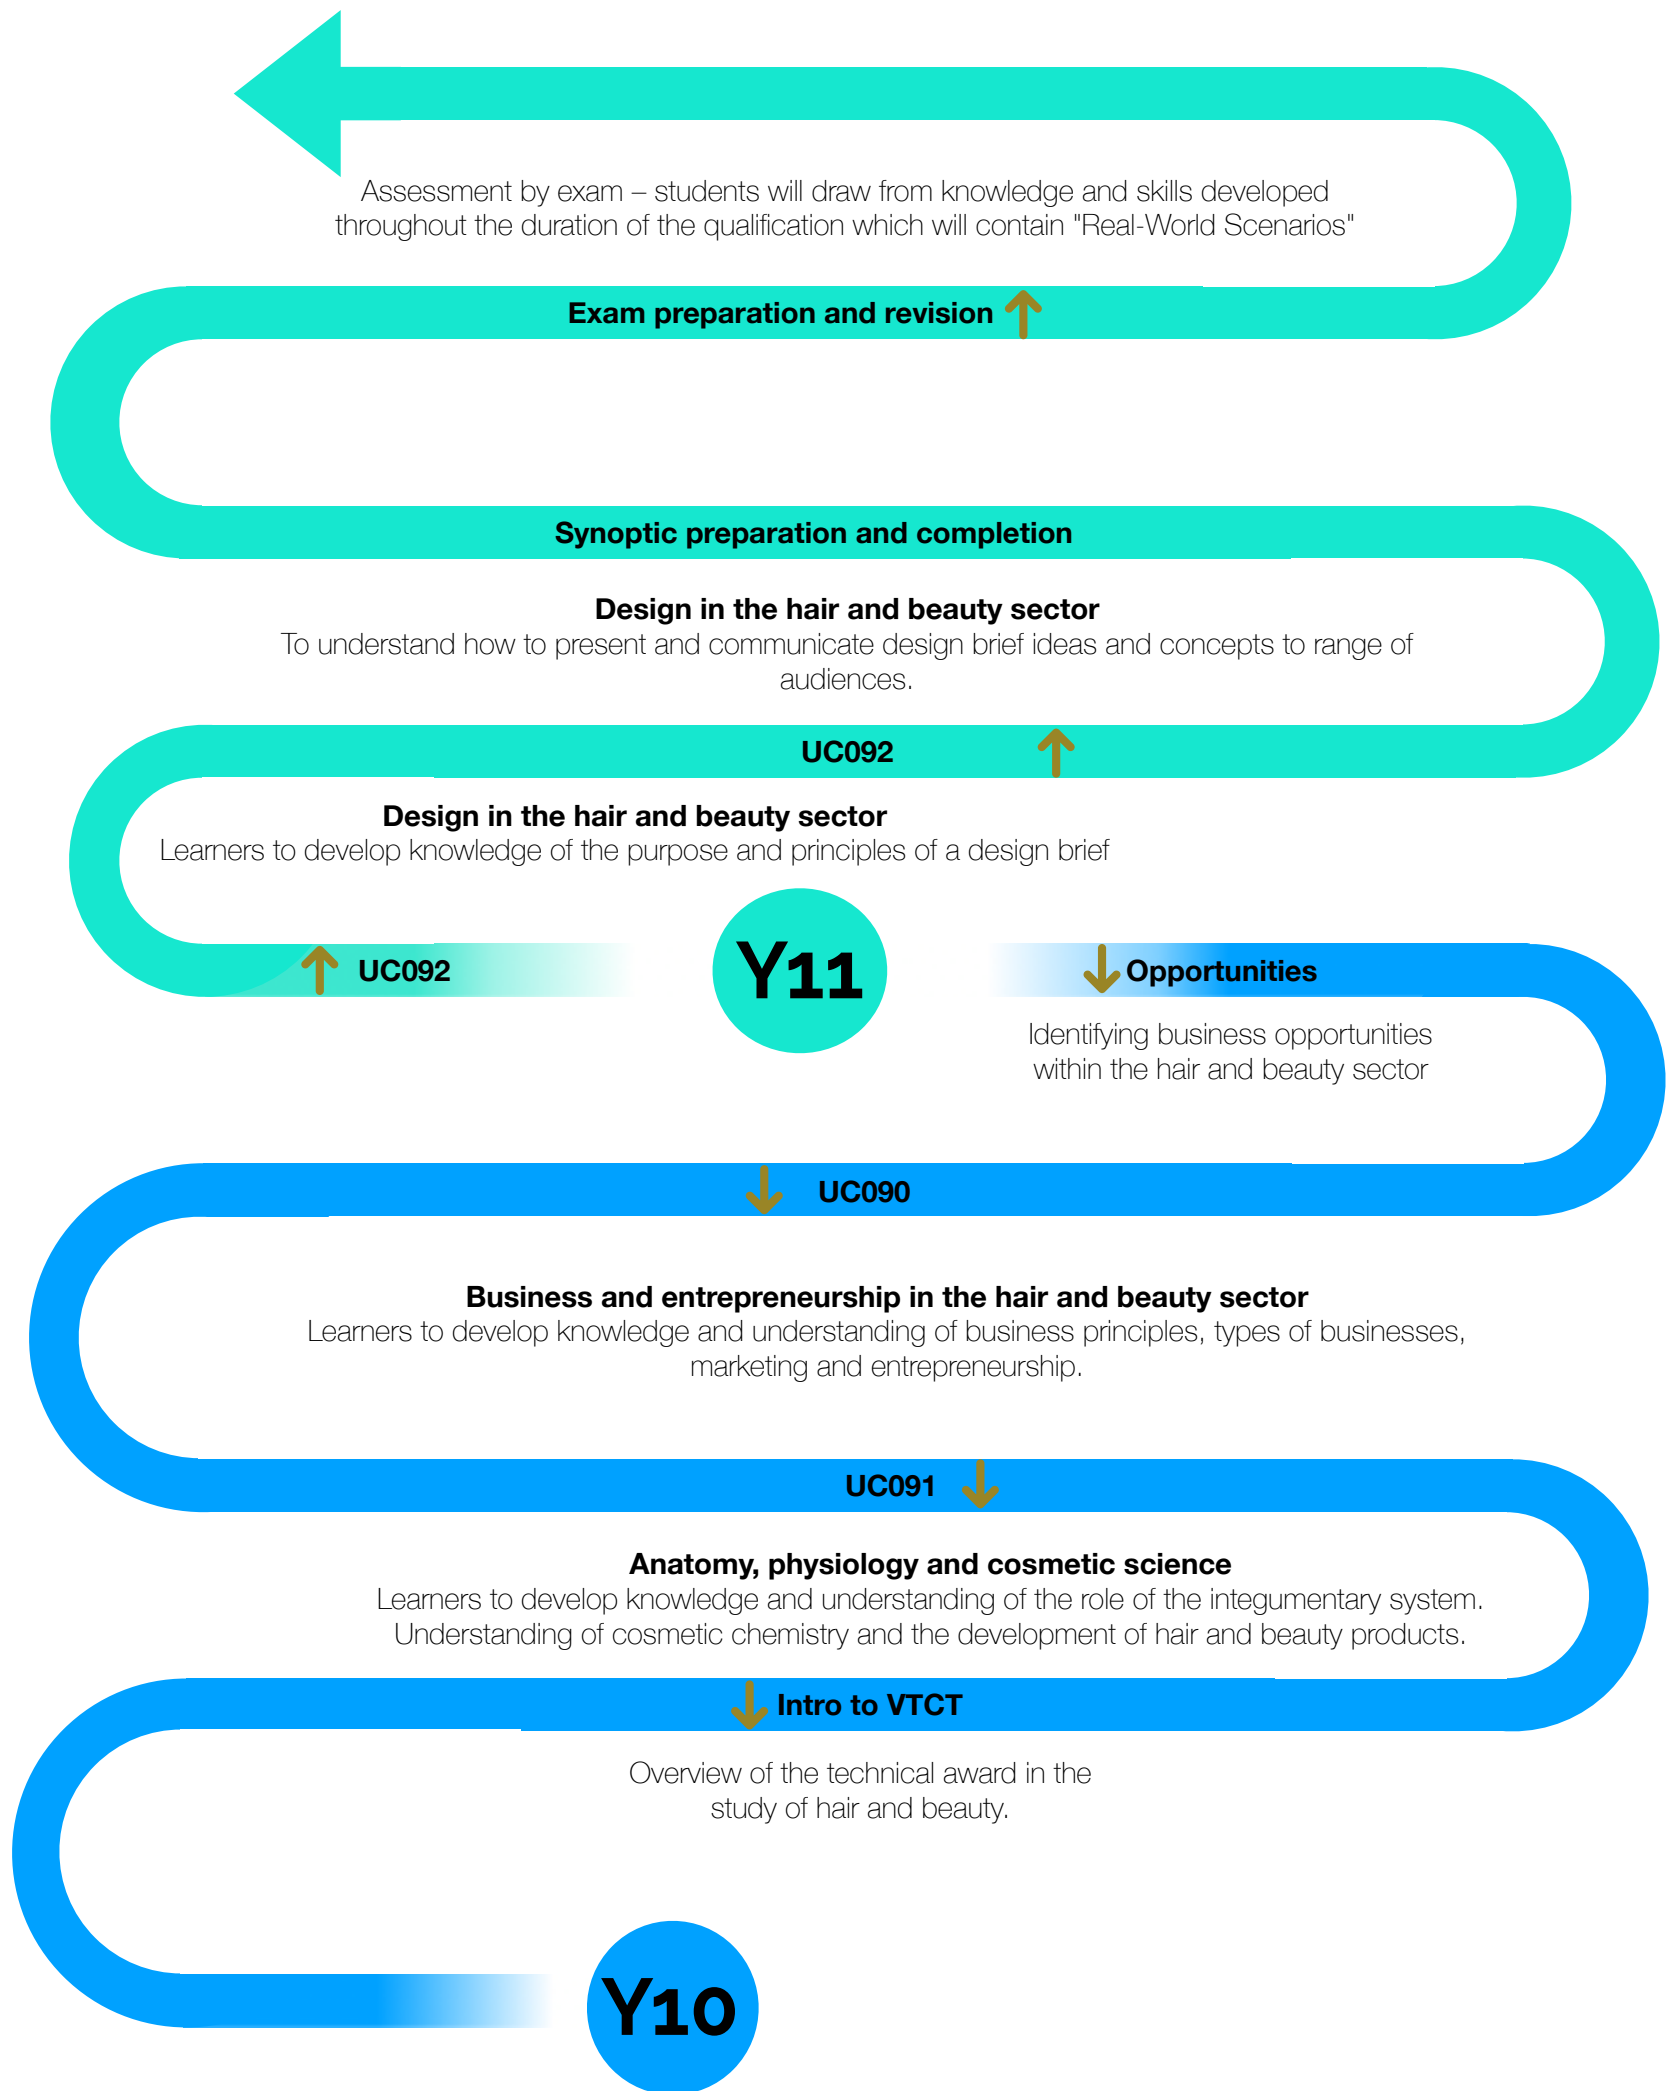 Assessment by exam – students will draw from knowledge and skills developed
throughout the duration of the qualification which will contain "Real-World Scenarios"
Exam preparation and revision
Synoptic preparation and completion
Design in the hair and beauty sector
To understand how to present and communicate design brief ideas and concepts to range of
audiences.
UC092
Design in the hair and beauty sector
Learners to develop knowledge of the purpose and principles of a design brief
UC092
Y11
Opportunities
Identifying business opportunities
within the hair and beauty sector
UC090
Business and entrepreneurship in the hair and beauty sector
Learners to develop knowledge and understanding of business principles, types of businesses,
marketing and entrepreneurship.
UC091
Anatomy, physiology and cosmetic science
Learners to develop knowledge and understanding of the role of the integumentary system.
Understanding of cosmetic chemistry and the development of hair and beauty products.
Intro to VTCT
Overview of the technical award in the
study of hair and beauty.
Y10